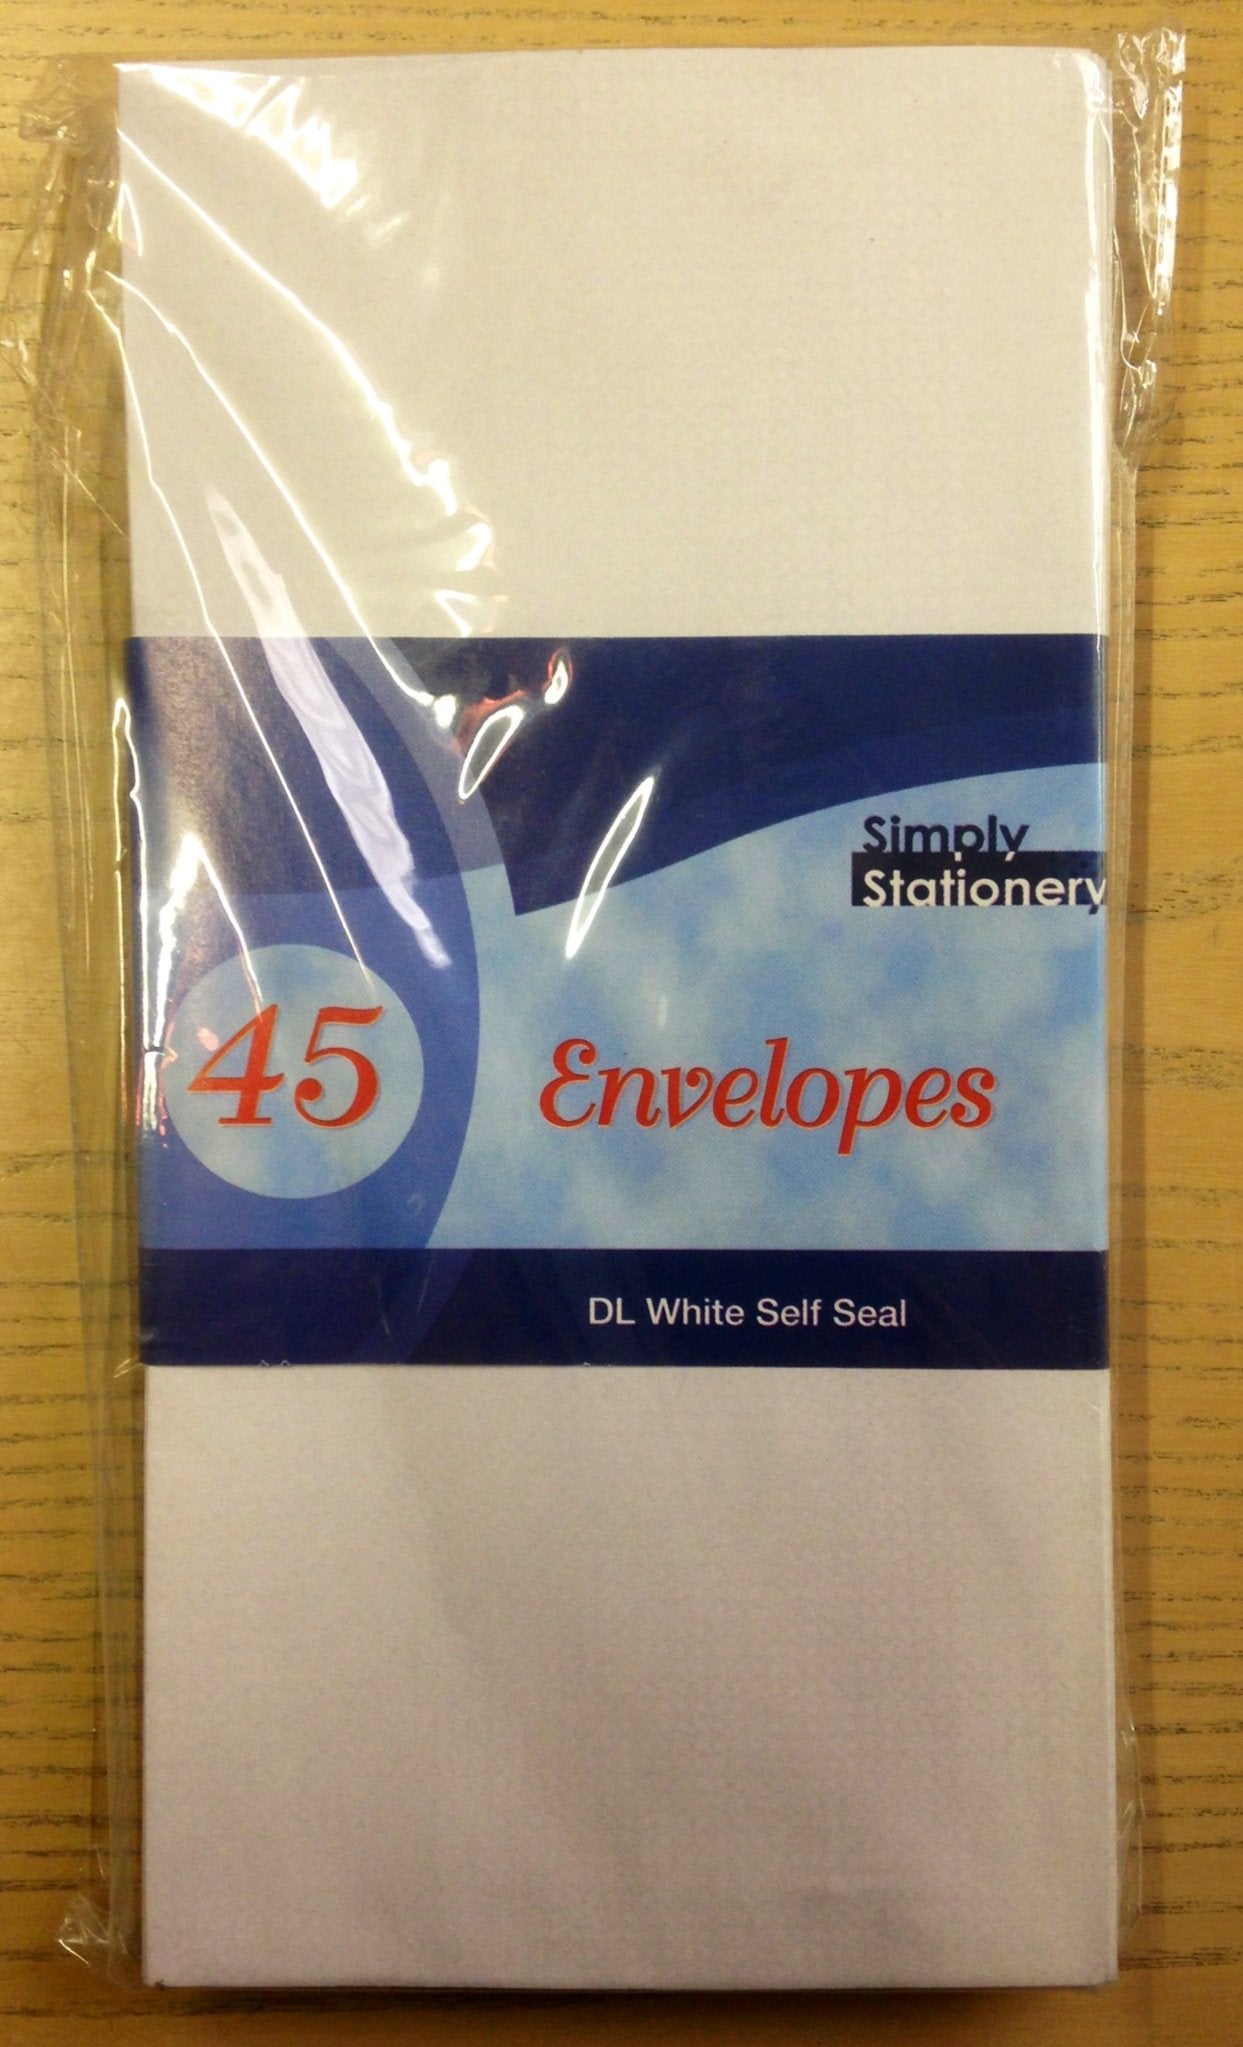 Simply
Stationery
45
Envelopes
DL White Self Seal